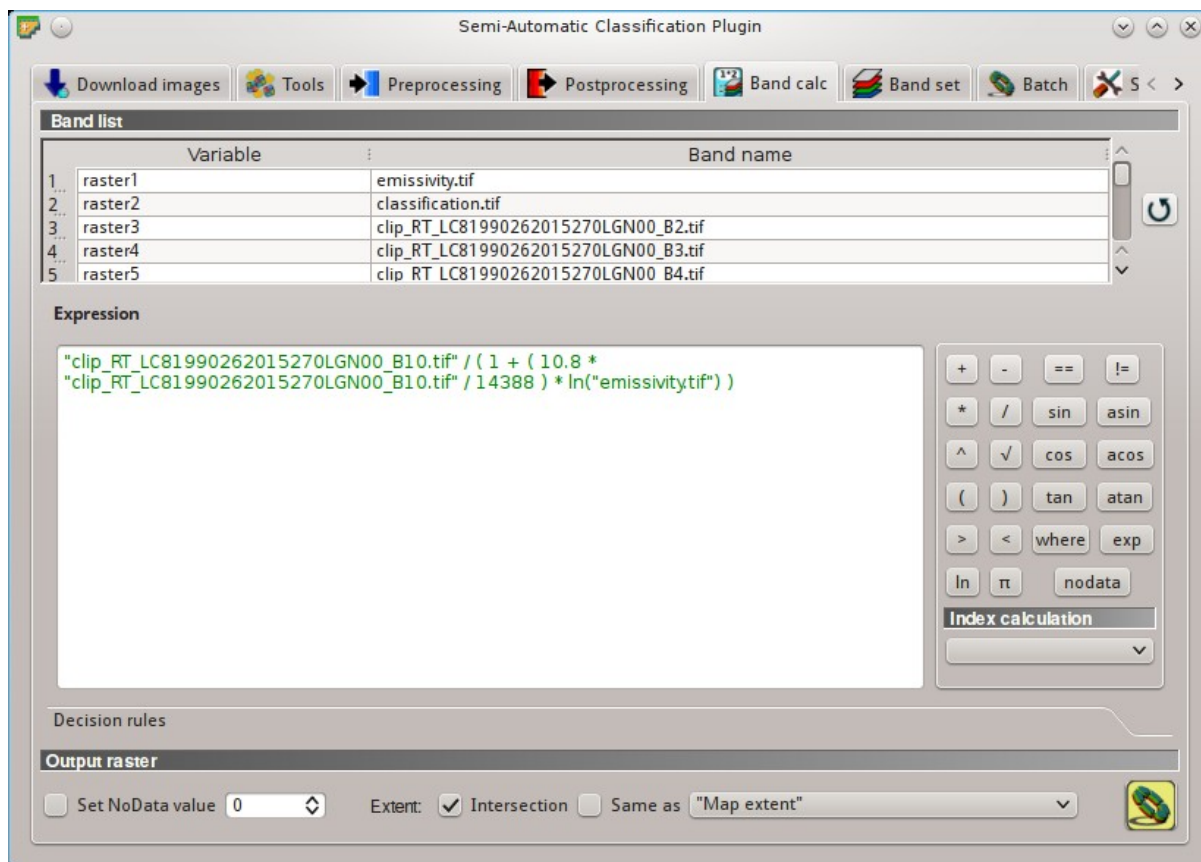 Semi-Automatic Classification Plugin
Download images Tools Preprocessing Postprocessing Band calc Band set Batch S < >
Band list
Variable Band name
1... raster1 emissivity.tif
2... raster2 classification.tif
3... raster3 clip_RT_LC81990262015270LGN00_B2.tif
4... raster4 clip_RT_LC81990262015270LGN00_B3.tif
5 raster5 clip_RT_LC81990262015270LGN00_B4.tif
Expression
"clip_RT_LC81990262015270LGN00_B10.tif" / ( 1 + ( 10.8 *
"clip_RT_LC81990262015270LGN00_B10.tif" / 14388 ) * ln("emissivity.tif") )
+ - == !=
* / sin asin
^ √ cos acos
( ) tan atan
> < where exp
ln π nodata
Index calculation
Decision rules
Output raster
Set NoData value 0 Extent: Intersection Same as "Map extent"